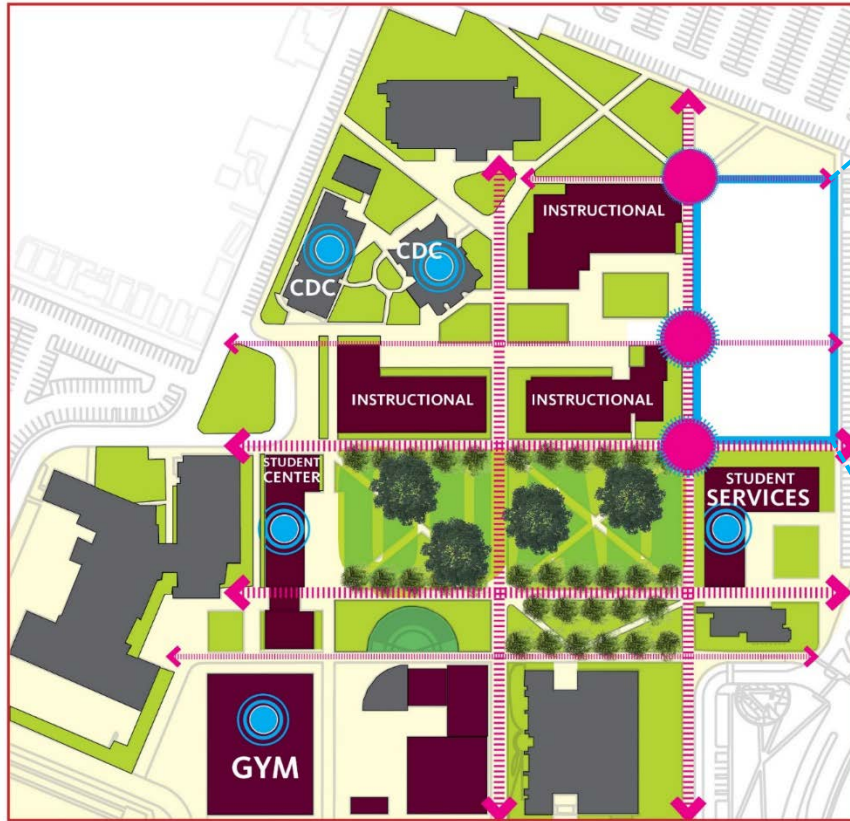 INSTRUCTIONAL
CDC
CDC
INSTRUCTIONAL
INSTRUCTIONAL
STUDENT
CENTER
STUDENT
SERVICES
GYM